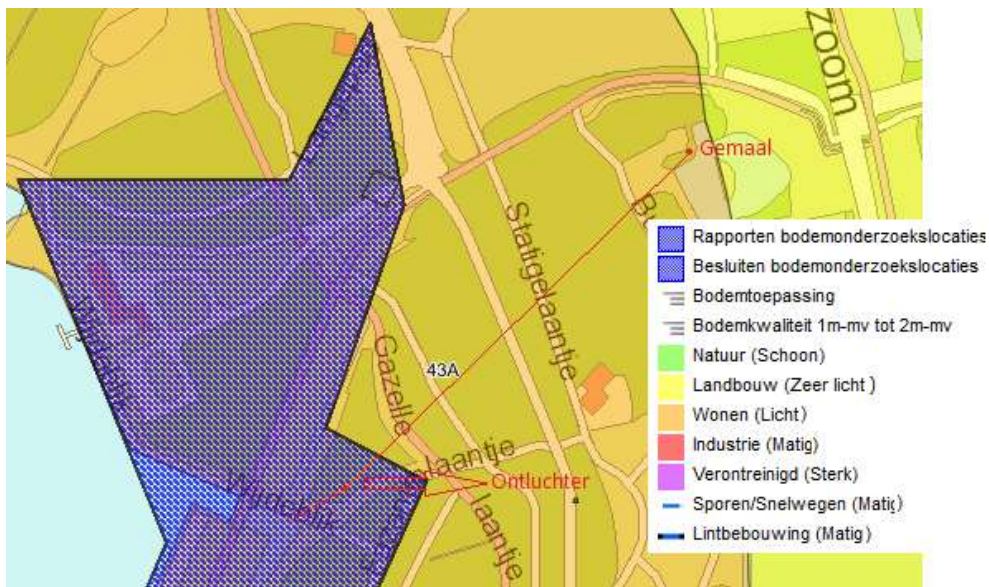 zoom
Gemaal
Statigelaantje
43A
Gazelle
laantje
laantje
Ontluchter
Wijdeblik
Rapporten bodemonderzoekslocaties
Besluiten bodemonderzoekslocaties
Bodemtoepassing
Bodemkwaliteit 1m-mv tot 2m-mv
Natuur (Schoon)
Landbouw (Zeer licht )
Wonen (Licht)
Industrie (Matig)
Verontreinigd (Sterk)
Sporen/Snelwegen (Matig)
Lintbebouwing (Matig)